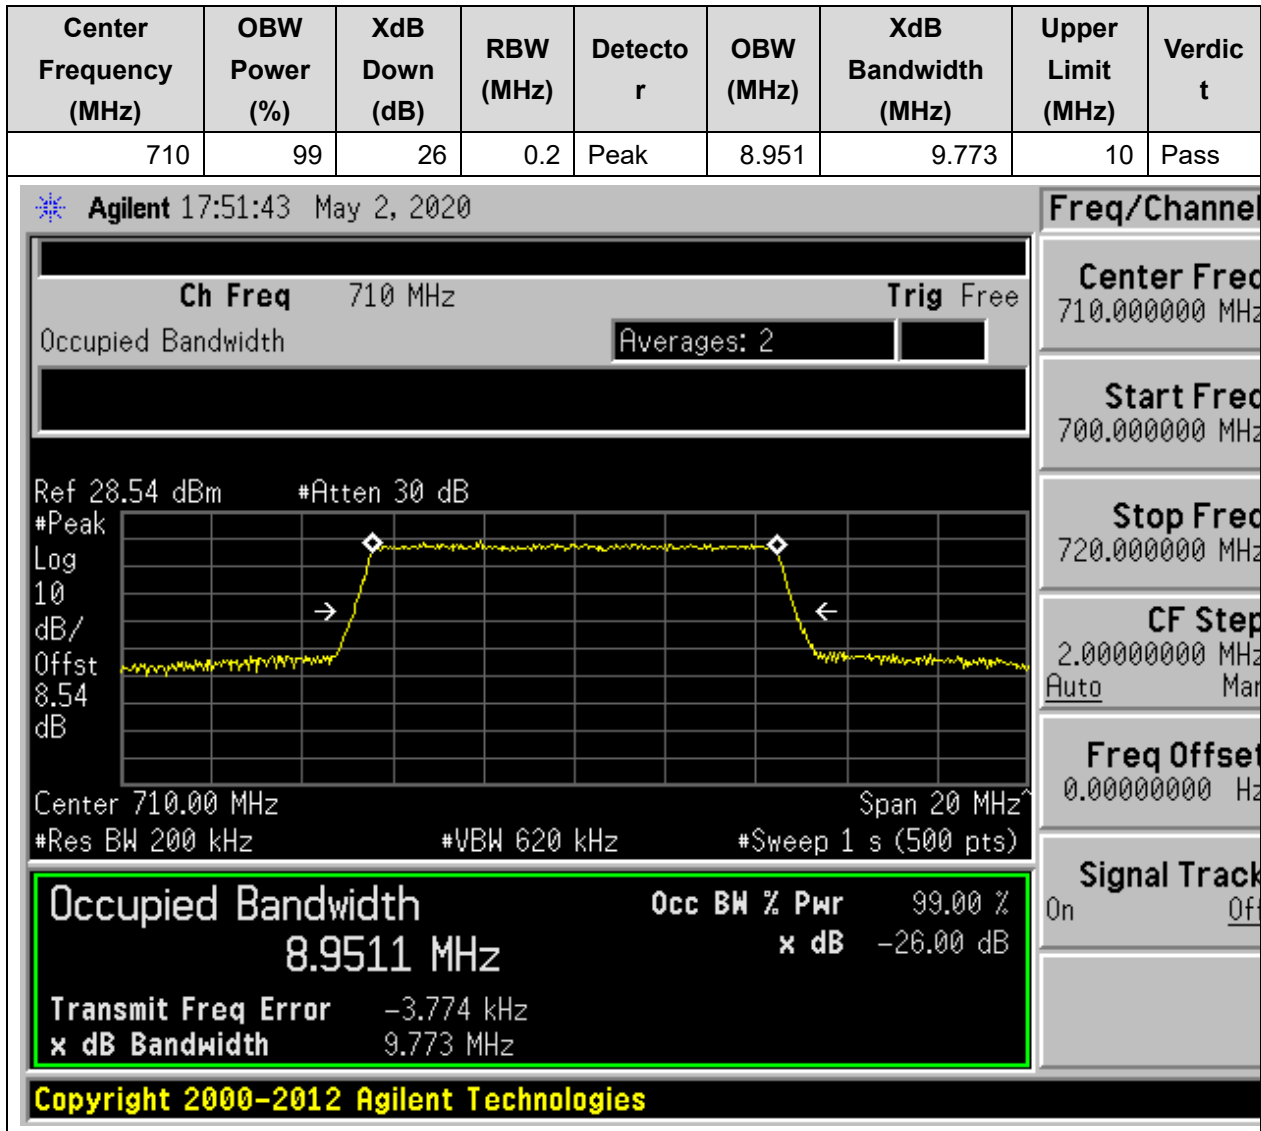 Center Frequency (MHz) OBW Power (%) XdB Down (dB) RBW (MHz) Detector OBW (MHz) XdB Bandwidth (MHz) Upper Limit (MHz) Verdict
710 99 26 0.2 Peak 8.951 9.773 10 Pass
Agilent 17:51:43 May 2, 2020
Ch Freq 710 MHz Trig Free
Occupied Bandwidth Averages: 2
Ref 28.54 dBm #Atten 30 dB
#Peak
Log
10
dB/
Offst
8.54
dB
Center 710.00 MHz Span 20 MHz^
#Res BW 200 kHz #VBW 620 kHz #Sweep 1 s (500 pts)
Occupied Bandwidth Occ BW % Pwr 99.00 %
8.9511 MHz x dB -26.00 dB
Transmit Freq Error -3.774 kHz
x dB Bandwidth 9.773 MHz
Copyright 2000-2012 Agilent Technologies
Freq/Channel
Center Freq
710.000000 MHz
Start Freq
700.000000 MHz
Stop Freq
720.000000 MHz
CF Step
2.00000000 MHz
Auto Man
Freq Offset
0.00000000 Hz
Signal Track
On Off